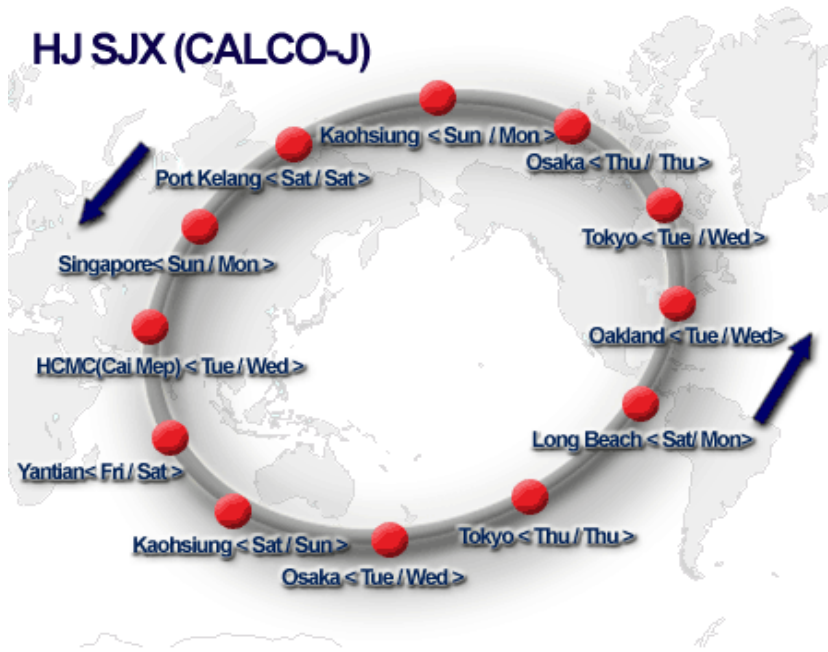 HJ SJX (CALCO-J)
Kaohsiung < Sun / Mon >
Osaka < Thu / Thu >
Port Kelang < Sat / Sat >
Tokyo < Tue / Wed >
Singapore< Sun / Mon >
Oakland < Tue / Wed>
HCMC(Cai Mep) < Tue / Wed >
Long Beach < Sat/ Mon>
Yantian< Fri / Sat >
Tokyo < Thu / Thu >
Kaohsiung < Sat / Sun >
Osaka < Tue / Wed >